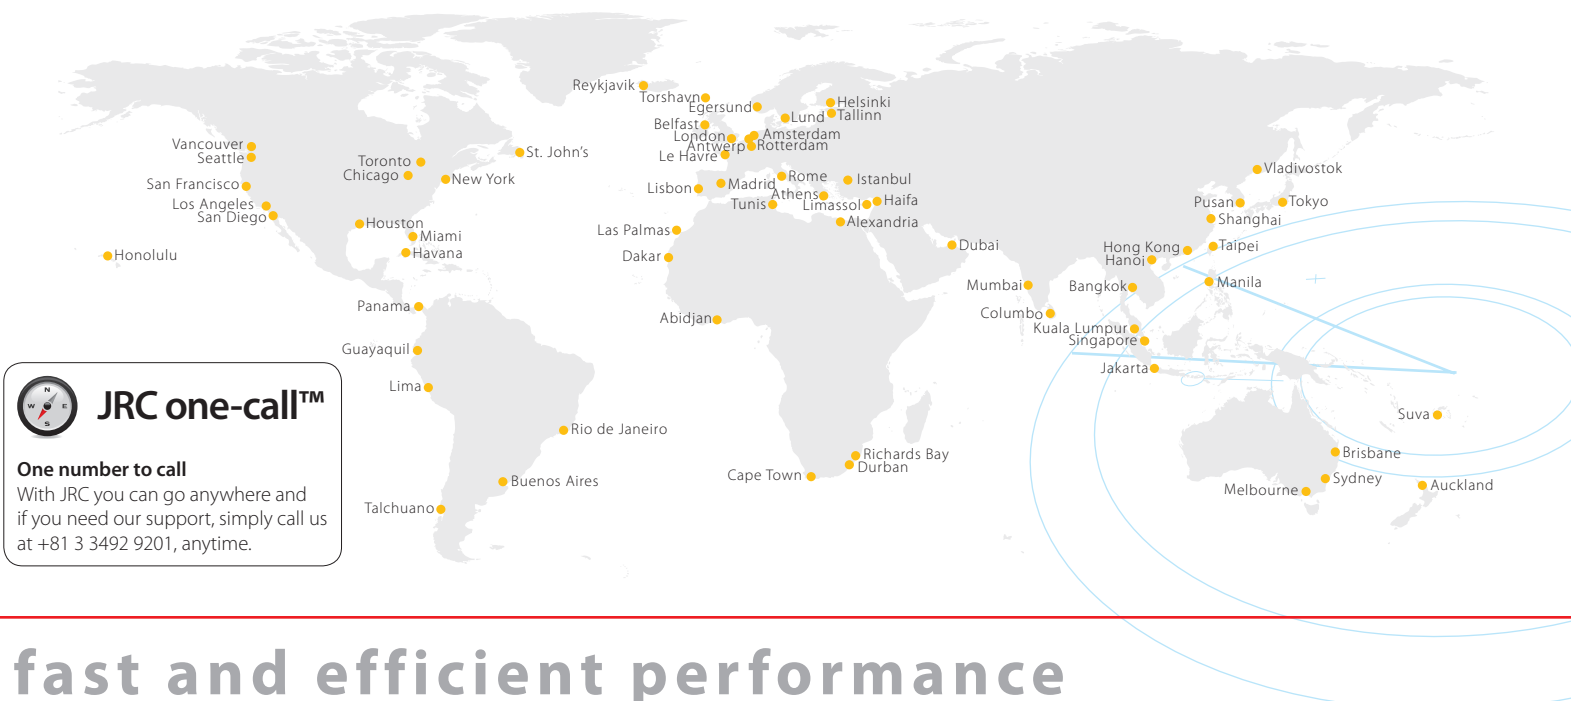 Reykjavik
Torshavn
Egersund
Helsinki
Tallinn
Lund
Belfast
London
Amsterdam
Antwerp
Rotterdam
Le Havre
Vancouver
Seattle
Toronto
Chicago
St. John's
New York
San Francisco
Los Angeles
San Diego
Lisbon
Madrid
Rome
Istanbul
Athens
Tunis
Limassol
Haifa
Alexandria
Vladivostok
Pusan
Tokyo
Shanghai
Houston
Miami
Havana
Honolulu
Las Palmas
Dakar
Dubai
Hong Kong
Taipei
Hanoi
Mumbai
Bangkok
Manila
Panama
Abidjan
Columbo
Kuala Lumpur
Singapore
Jakarta
Guayaquil
Lima
Suva
Rio de Janeiro
Buenos Aires
Talchuano
Cape Town
Richards Bay
Durban
Brisbane
Sydney
Melbourne
Auckland
N
W E
S
JRC one-call™
One number to call
With JRC you can go anywhere and
if you need our support, simply call us
at +81 3 3492 9201, anytime.
fast and efficient performance